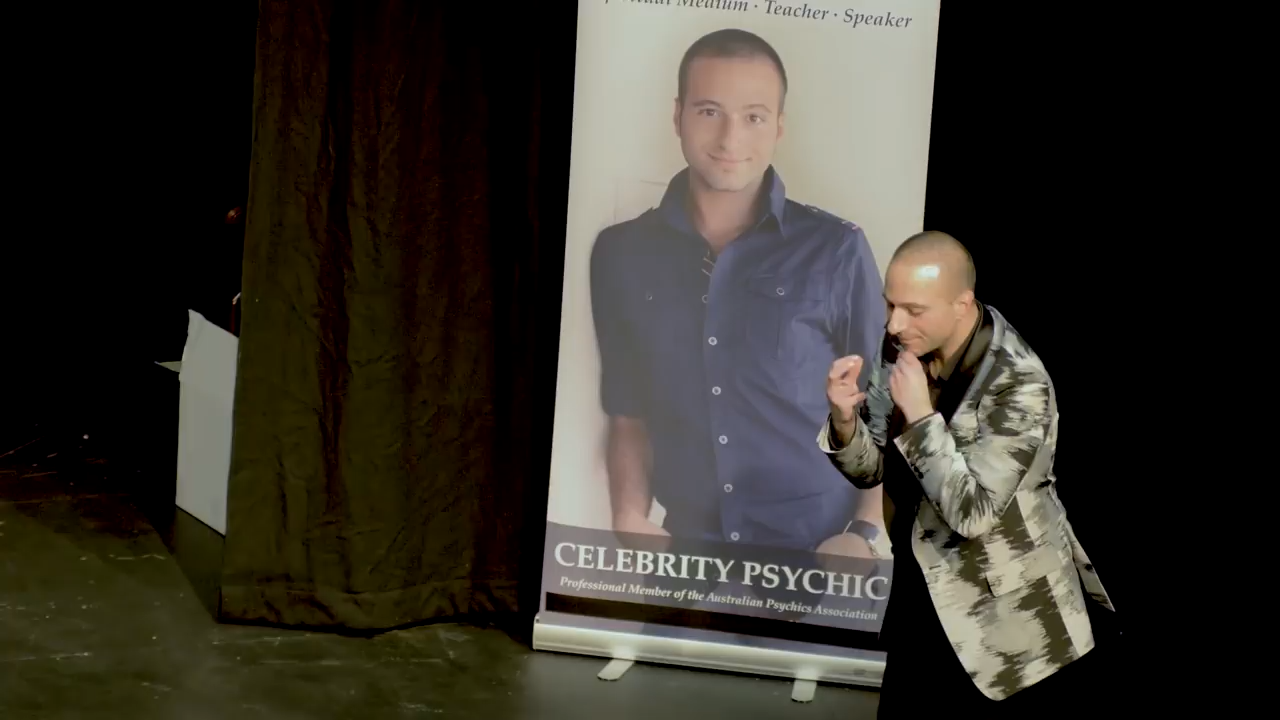 Medium · Teacher · Speaker
CELEBRITY PSYCHIC
Professional Member of the Australian Psychics Association